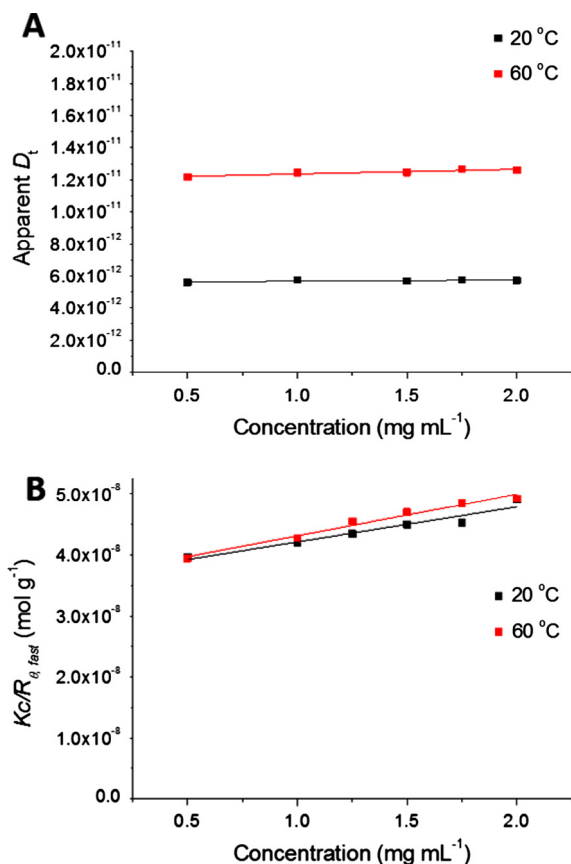 A
20 °C
60 °C
2.0x10⁻¹¹
1.8x10⁻¹¹
1.6x10⁻¹¹
1.4x10⁻¹¹
1.2x10⁻¹¹
1.0x10⁻¹¹
8.0x10⁻¹²
6.0x10⁻¹²
4.0x10⁻¹²
2.0x10⁻¹²
0.0
Apparent Dₜ
0.5 1.0 1.5 2.0
Concentration (mg mL⁻¹)
B
5.0x10⁻⁸
4.0x10⁻⁸
3.0x10⁻⁸
2.0x10⁻⁸
1.0x10⁻⁸
0.0
Kc/R_θ, fast (mol g⁻¹)
20 °C
60 °C
0.5 1.0 1.5 2.0
Concentration (mg mL⁻¹)